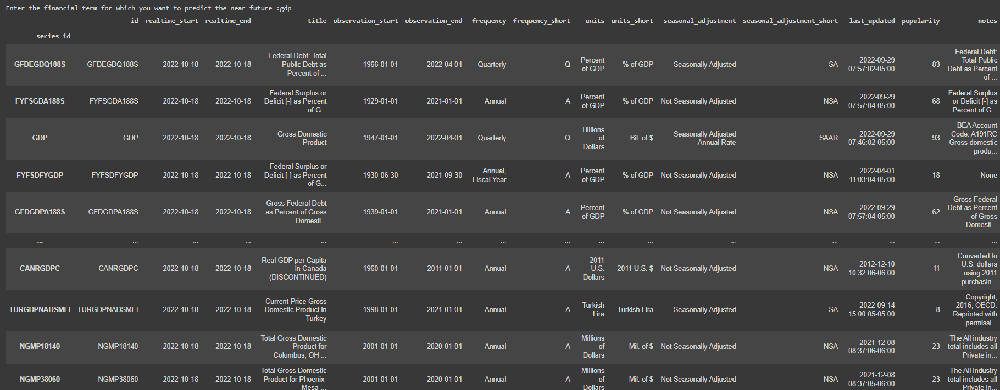 Enter the financial term for which you want to predict the near future :gdp
id realtime_start realtime_end title observation_start observation_end frequency frequency_short units units_short seasonal_adjustment seasonal_adjustment_short last_updated popularity notes
series id
GFDEGDQ188S GFDEGDQ188S 2022-10-18 2022-10-18 Federal Debt: Total Public Debt as Percent of ... 1966-01-01 2022-04-01 Quarterly Q Percent of GDP % of GDP Seasonally Adjusted SA 2022-09-29 07:57:02-05:00 83 Federal Debt: Total Public Debt as Percent of ...
FYFSGDA188S FYFSGDA188S 2022-10-18 2022-10-18 Federal Surplus or Deficit [-] as Percent of G... 1929-01-01 2021-01-01 Annual A Percent of GDP % of GDP Not Seasonally Adjusted NSA 2022-09-29 07:57:04-05:00 68 Federal Surplus or Deficit [-] as Percent of G...
GDP GDP 2022-10-18 2022-10-18 Gross Domestic Product 1947-01-01 2022-04-01 Quarterly Q Billions of Dollars Bil. of $ Seasonally Adjusted Annual Rate SAAR 2022-09-29 07:46:02-05:00 93 BEA Account Code: A191RC Gross domestic produ...
FYFSDFYGDP FYFSDFYGDP 2022-10-18 2022-10-18 Federal Surplus or Deficit [-] as Percent of G... 1930-06-30 2021-09-30 Annual, Fiscal Year A Percent of GDP % of GDP Not Seasonally Adjusted NSA 2022-04-01 11:03:04-05:00 18 None
GFDGDPA188S GFDGDPA188S 2022-10-18 2022-10-18 Gross Federal Debt as Percent of Gross Domesti... 1939-01-01 2021-01-01 Annual A Percent of GDP % of GDP Not Seasonally Adjusted NSA 2022-09-29 07:57:04-05:00 62 Gross Federal Debt as Percent of Gross Domesti...
... ... ... ... ... ... ... ... ... ... ... ... ... ... ... ...
CANRGDPC CANRGDPC 2022-10-18 2022-10-18 Real GDP per Capita in Canada (DISCONTINUED) 1960-01-01 2011-01-01 Annual A 2011 U.S. Dollars 2011 U.S. $ Not Seasonally Adjusted NSA 2012-12-10 10:32:06-06:00 11 Converted to U.S. dollars using 2011 purchasin...
TURGDPNADSMEI TURGDPNADSMEI 2022-10-18 2022-10-18 Current Price Gross Domestic Product in Turkey 1998-01-01 2021-01-01 Annual A Turkish Lira Turkish Lira Seasonally Adjusted SA 2022-09-14 15:00:05-05:00 8 Copyright, 2016, OECD. Reprinted with permissi...
NGMP18140 NGMP18140 2022-10-18 2022-10-18 Total Gross Domestic Product for Columbus, OH ... 2001-01-01 2020-01-01 Annual A Millions of Dollars Mil. of $ Not Seasonally Adjusted NSA 2021-12-08 08:37:06-06:00 23 The All industry total includes all Private in...
NGMP38060 NGMP38060 2022-10-18 2022-10-18 Total Gross Domestic Product for Phoenix-Mesa-... 2001-01-01 2020-01-01 Annual A Millions of Dollars Mil. of $ Not Seasonally Adjusted NSA 2021-12-08 08:37:05-06:00 23 The All industry total includes all Private in...